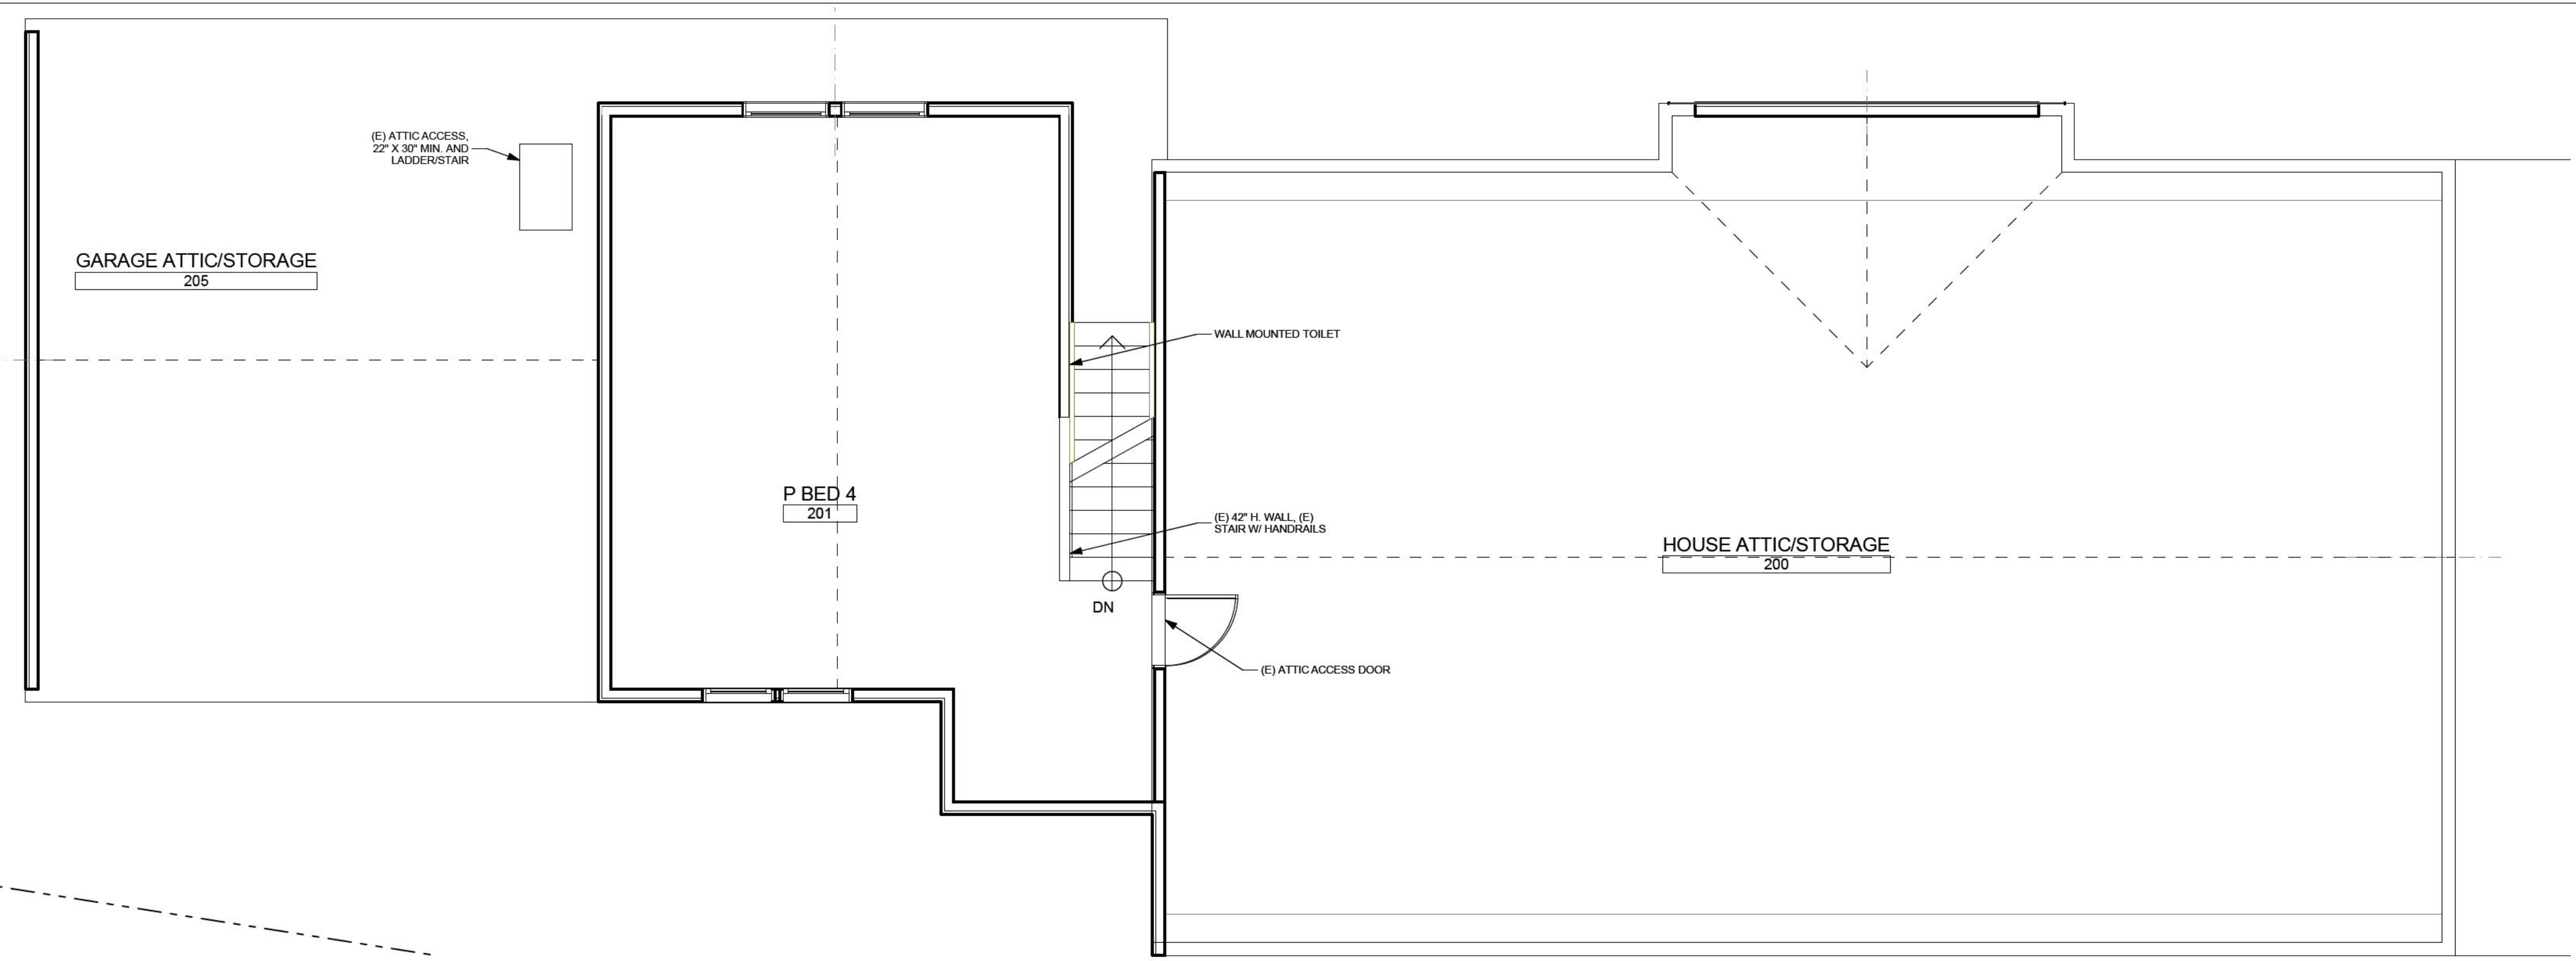 (E) ATTIC ACCESS,
22" X 30" MIN. AND
LADDER/STAIR
GARAGE ATTIC/STORAGE
205
WALL MOUNTED TOILET
P BED 4
201
(E) 42" H. WALL, (E)
STAIR W/ HANDRAILS
HOUSE ATTIC/STORAGE
200
DN
(E) ATTIC ACCESS DOOR